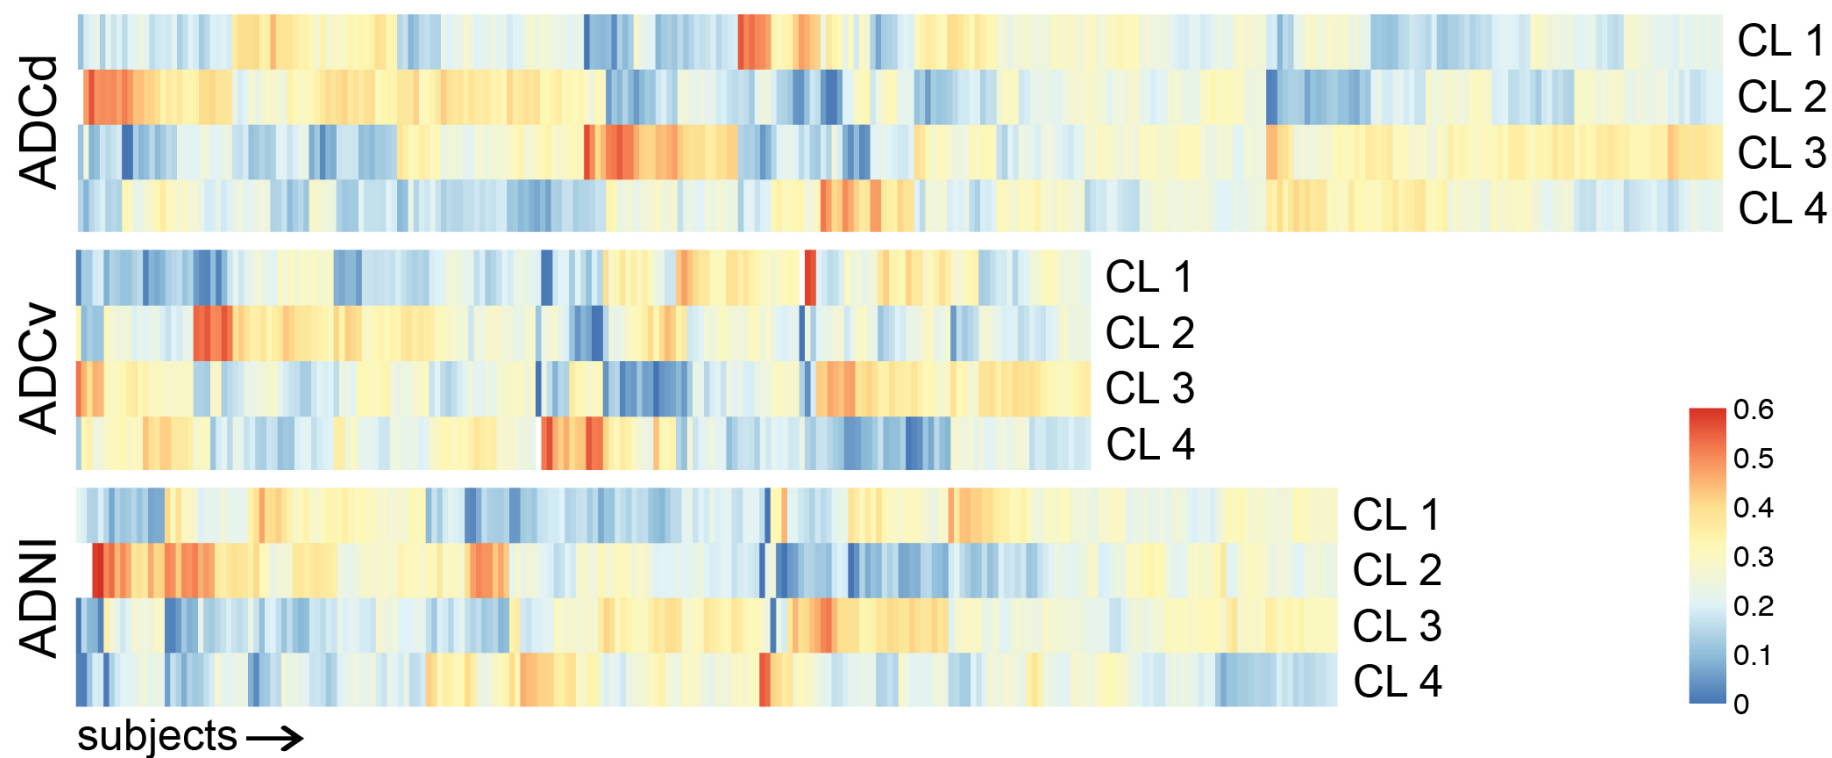 ADCd
CL 1
CL 2
CL 3
CL 4
ADCv
CL 1
CL 2
CL 3
CL 4
ADNI
CL 1
CL 2
CL 3
CL 4
0.6
0.5
0.4
0.3
0.2
0.1
0
subjects →